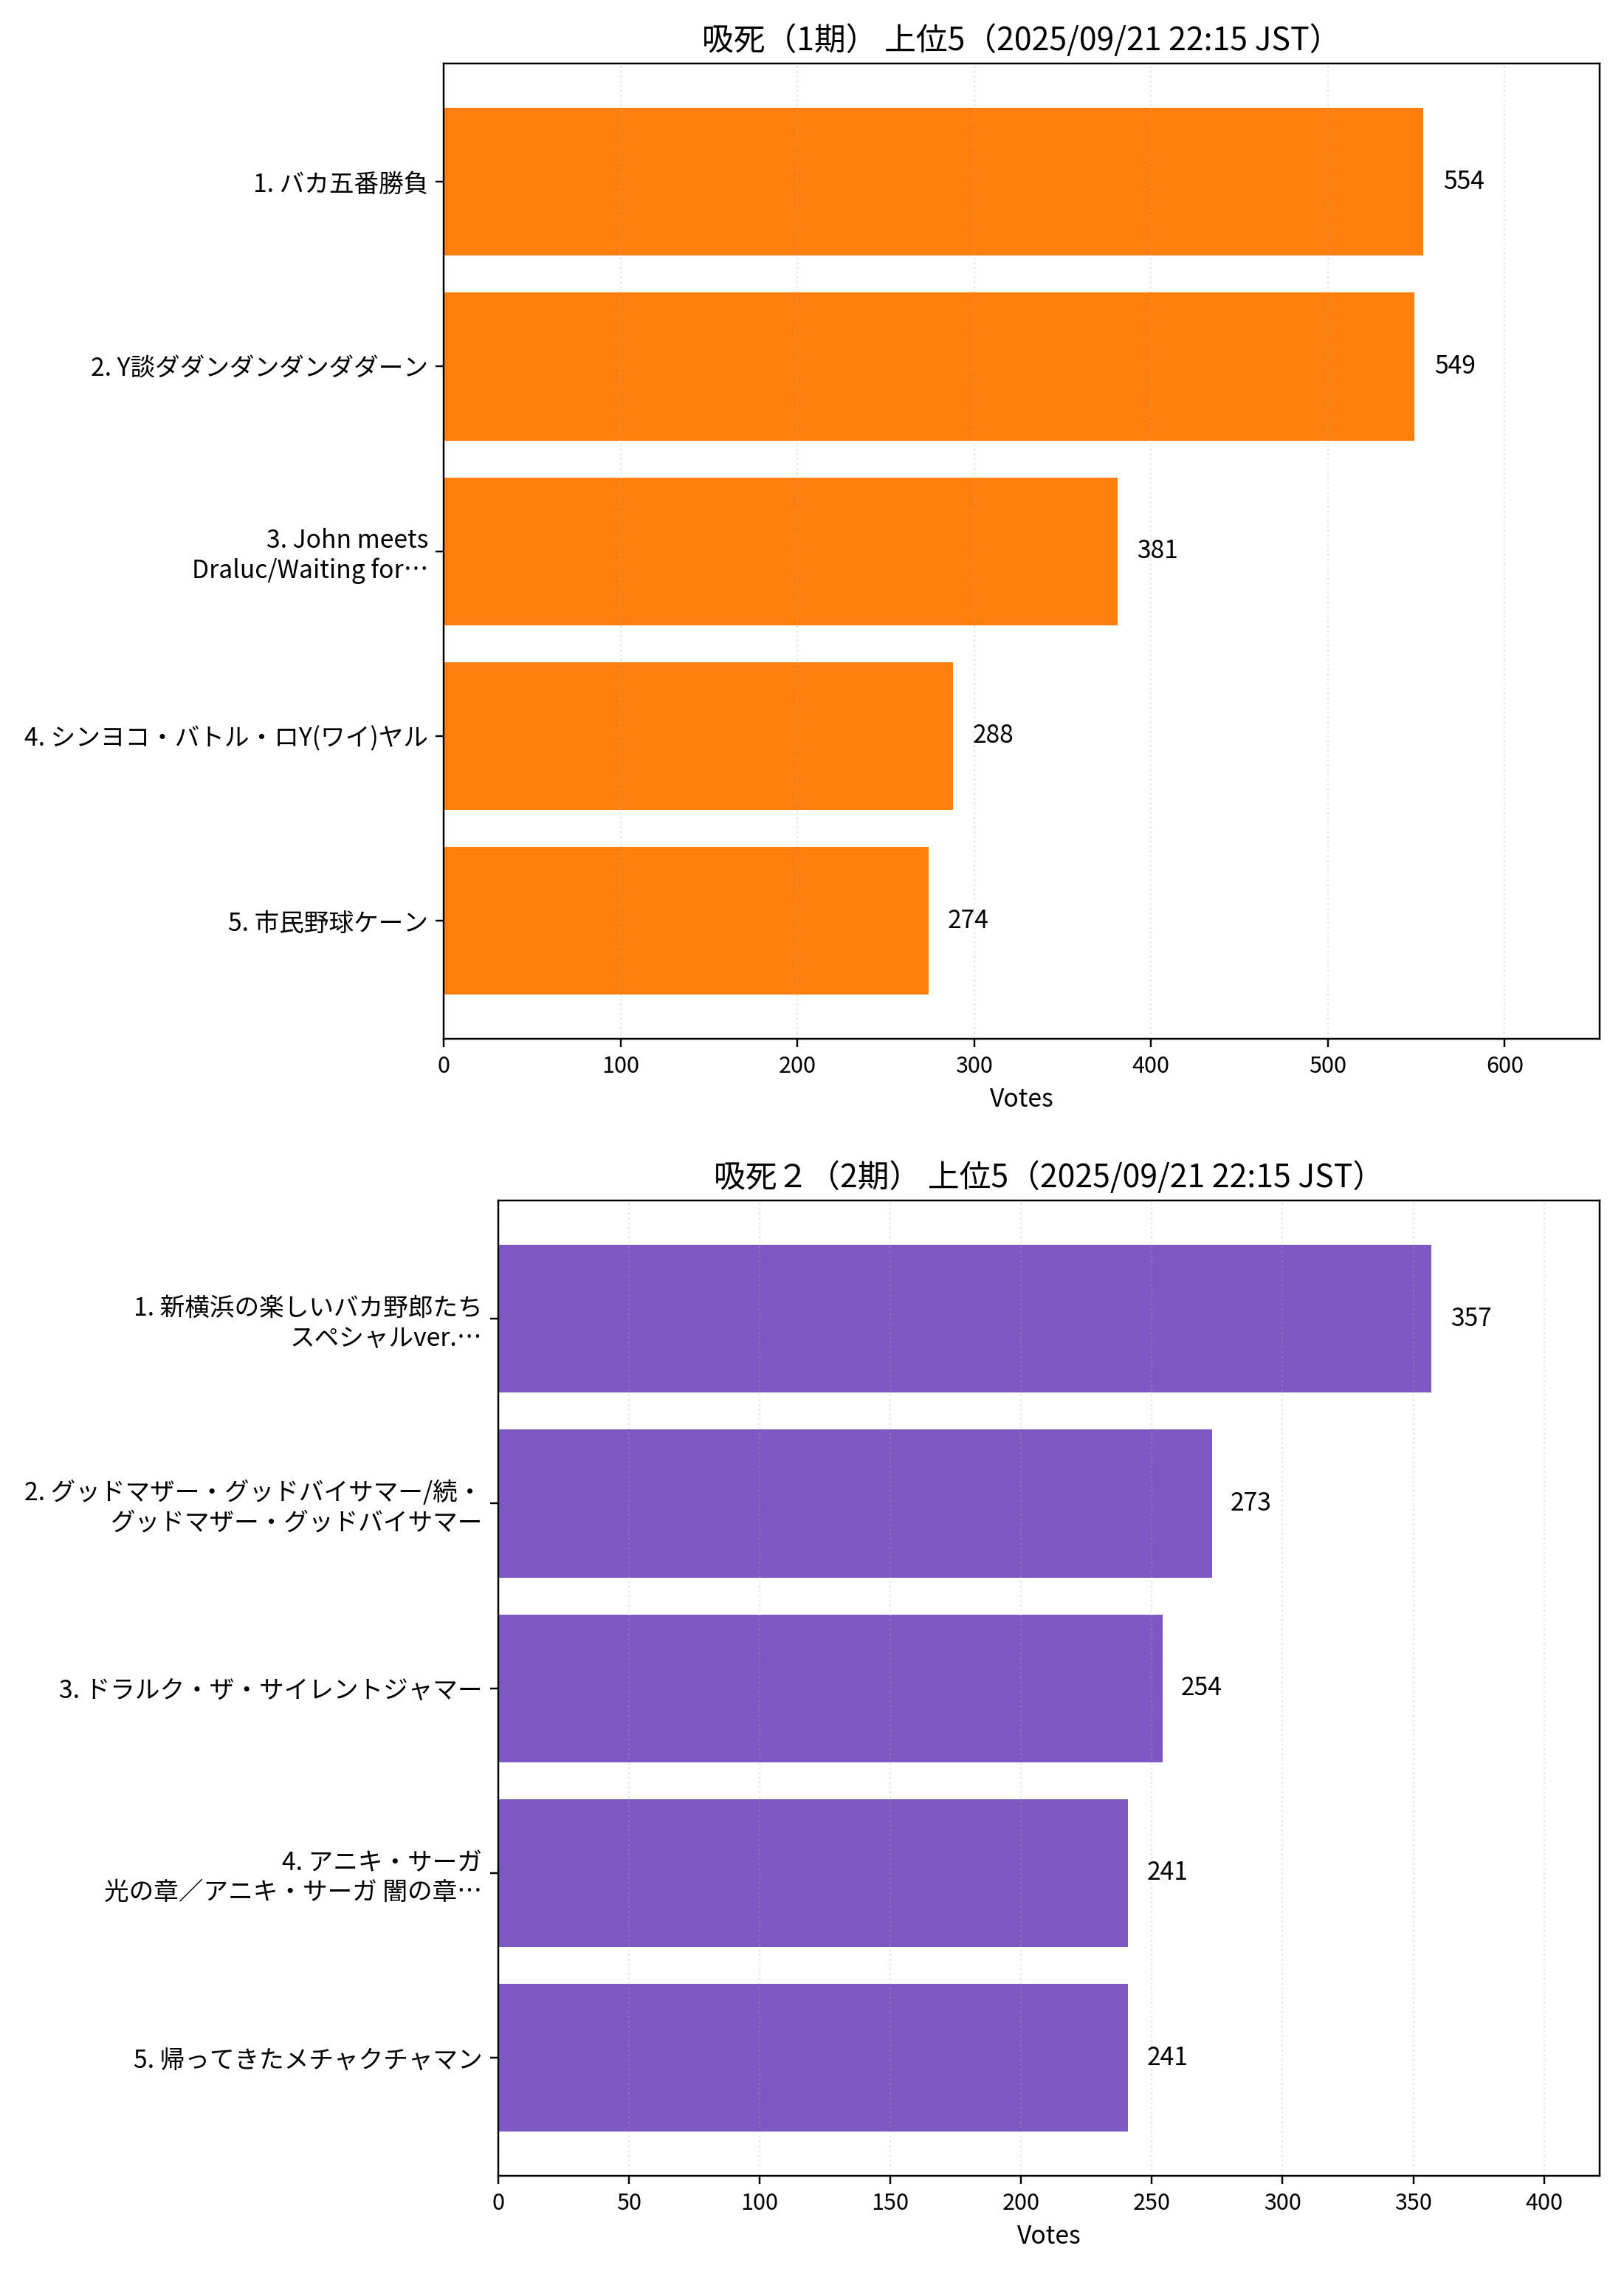 吸死（1期） 上位5（2025/09/21 22:15 JST）
1. バカ五番勝負
554
2. Y談ダダンダンダンダダーン
549
3. John meets
Draluc/Waiting for…
381
4. シンヨコ・バトル・ロY(ワイ)ヤル
288
5. 市民野球ケーン
274
0 100 200 300 400 500 600
Votes
吸死２（2期） 上位5（2025/09/21 22:15 JST）
1. 新横浜の楽しいバカ野郎たち
スペシャルver.…
357
2. グッドマザー・グッドバイサマー/続・
グッドマザー・グッドバイサマー
273
3. ドラルク・ザ・サイレントジャマー
254
4. アニキ・サーガ
光の章／アニキ・サーガ 闇の章…
241
5. 帰ってきたメチャクチャマン
241
0 50 100 150 200 250 300 350 400
Votes